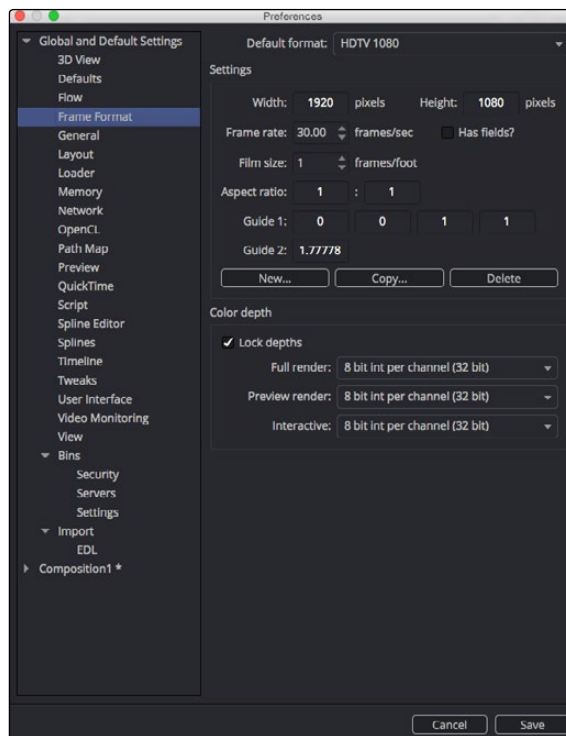 Preferences
Global and Default Settings
3D View
Defaults
Flow
Frame Format
General
Layout
Loader
Memory
Network
OpenCL
Path Map
Preview
QuickTime
Script
Spline Editor
Splines
Timeline
Tweaks
User Interface
Video Monitoring
View
Bins
Security
Servers
Settings
Import
EDL
Composition1 *
Default format: HDTV 1080
Settings
Width: 1920 pixels Height: 1080 pixels
Frame rate: 30.00 frames/sec Has fields?
Film size: 1 frames/foot
Aspect ratio: 1 : 1
Guide 1: 0 0 1 1
Guide 2: 1.77778
New... Copy... Delete
Color depth
Lock depths
Full render: 8 bit int per channel (32 bit)
Preview render: 8 bit int per channel (32 bit)
Interactive: 8 bit int per channel (32 bit)
Cancel Save